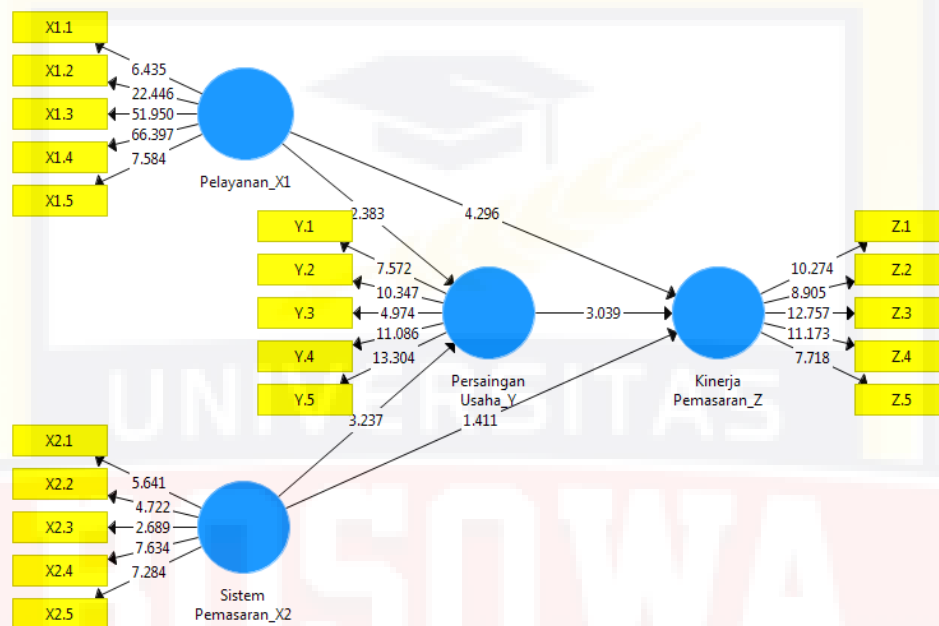 X1.1
X1.2
X1.3
X1.4
X1.5
6.435
22.446
51.950
66.397
7.584
Pelayanan_X1
2.383
4.296
Y.1
Y.2
Y.3
Y.4
Y.5
7.572
10.347
4.974
11.086
13.304
Persaingan
Usaha_Y
3.039
Kinerja
Pemasaran_Z
10.274
8.905
12.757
11.173
7.718
Z.1
Z.2
Z.3
Z.4
Z.5
3.237
1.411
X2.1
X2.2
X2.3
X2.4
X2.5
5.641
4.722
2.689
7.634
7.284
Sistem
Pemasaran_X2
UNIVERSITAS
BOSOWA